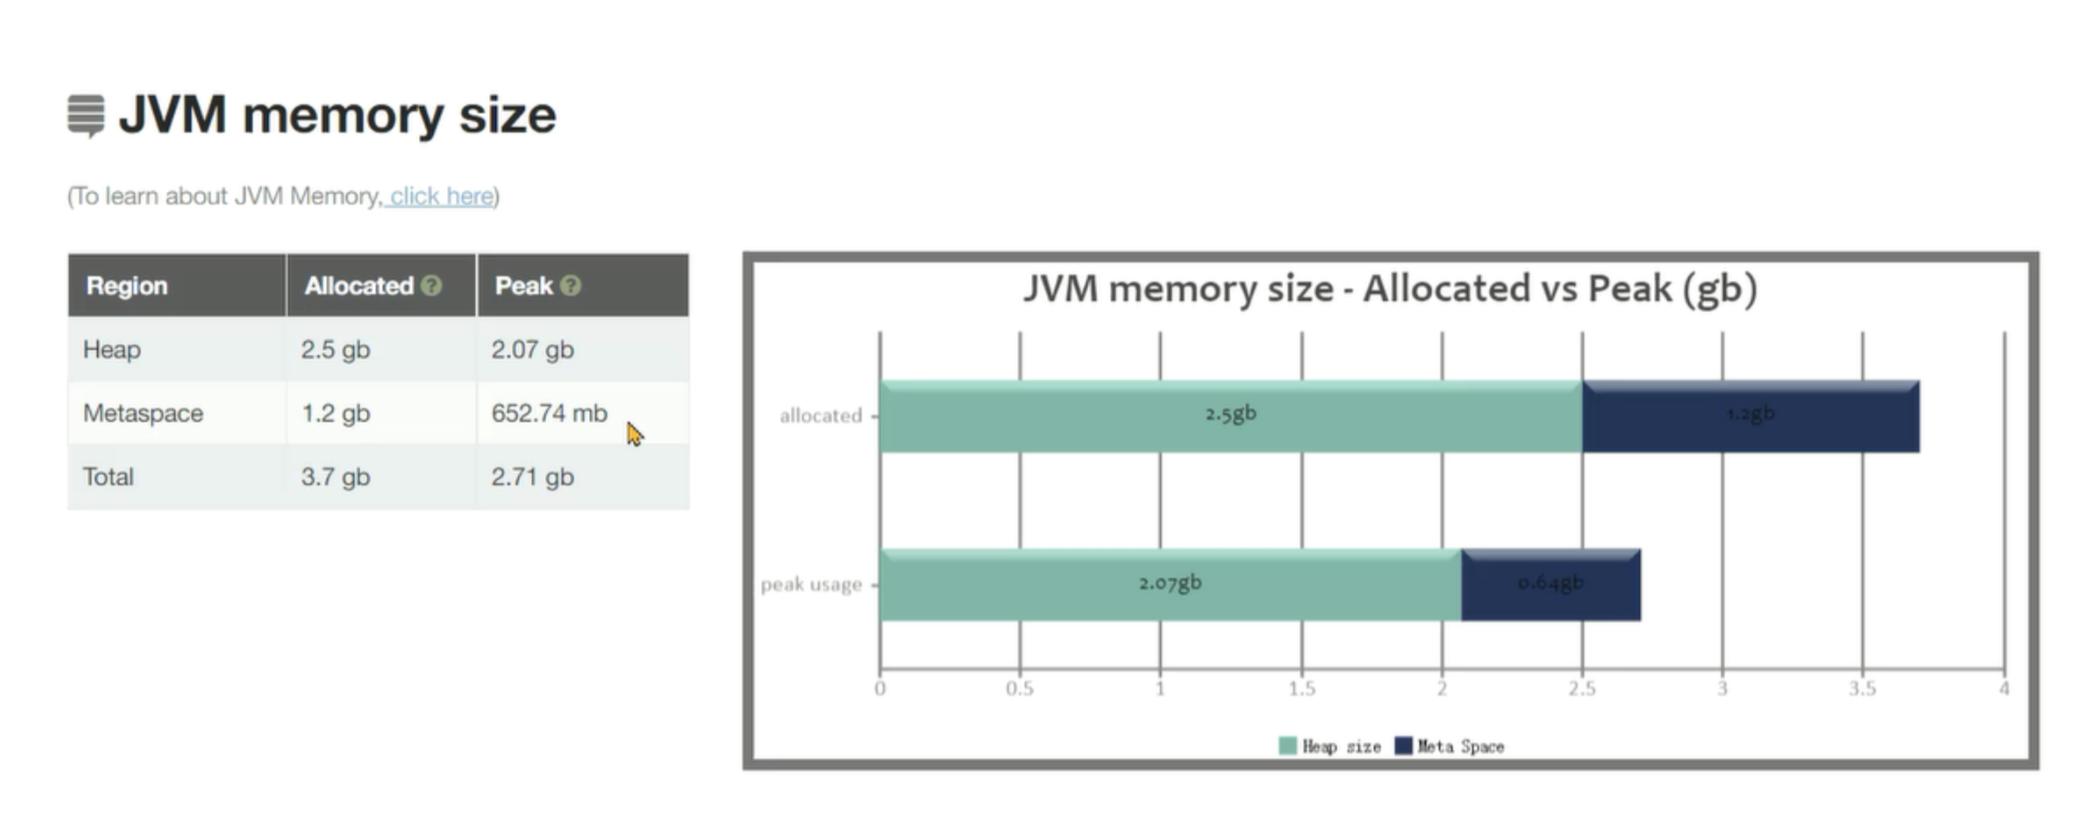 JVM memory size
(To learn about JVM Memory, click here)
Region Allocated ? Peak ?
Heap 2.5 gb 2.07 gb
Metaspace 1.2 gb 652.74 mb
Total 3.7 gb 2.71 gb
JVM memory size - Allocated vs Peak (gb)
allocated 2.5gb 1.2gb
peak usage 2.07gb 0.64gb
0 0.5 1 1.5 2 2.5 3 3.5 4
Heap size Meta Space